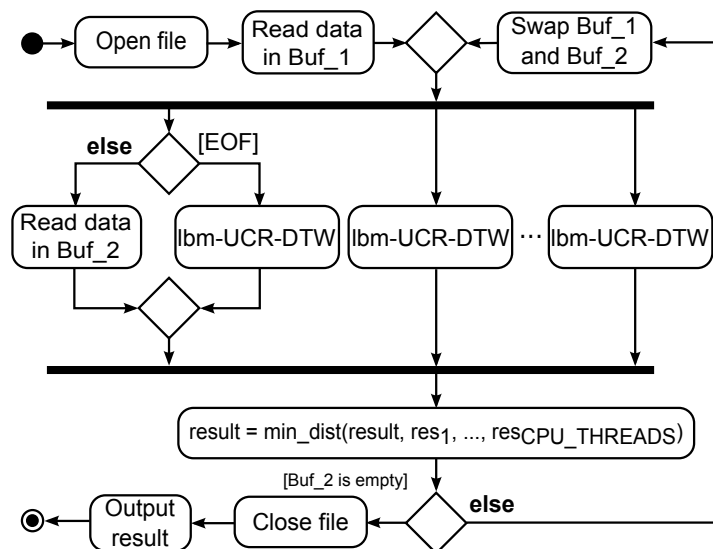 Open file
Read data
in Buf_1
Swap Buf_1
and Buf_2
else
[EOF]
Read data
in Buf_2
lbm-UCR-DTW
lbm-UCR-DTW
...
lbm-UCR-DTW
result = min_dist(result, res1, ..., resCPU_THREADS)
[Buf_2 is empty]
else
Output
result
Close file